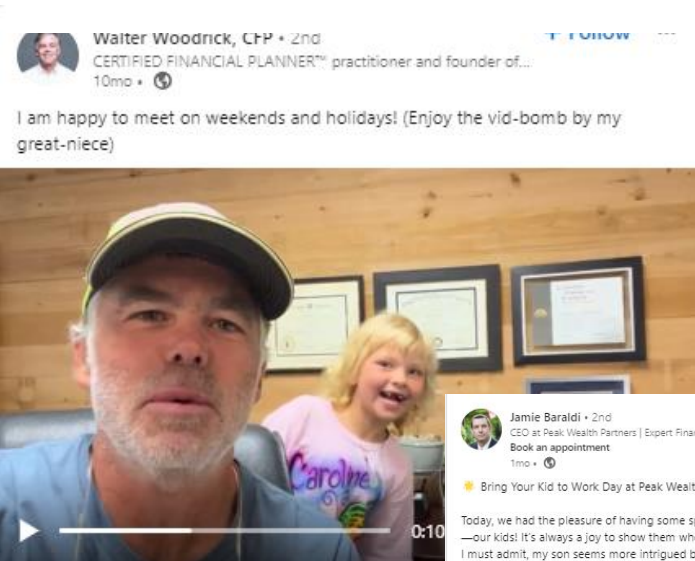 Walter Woodrick, CFP • 2nd
+ Follow ...
CERTIFIED FINANCIAL PLANNER™ practitioner and founder of...
10mo •
I am happy to meet on weekends and holidays! (Enjoy the vid-bomb by my
great-niece)
Caroline
0:10
Jamie Baraldi • 2nd
CEO at Peak Wealth Partners | Expert Finan
Book an appointment
1mo •
Bring Your Kid to Work Day at Peak Wealt
Today, we had the pleasure of having some sp
—our kids! It's always a joy to show them wh
I must admit, my son seems more intrigued b